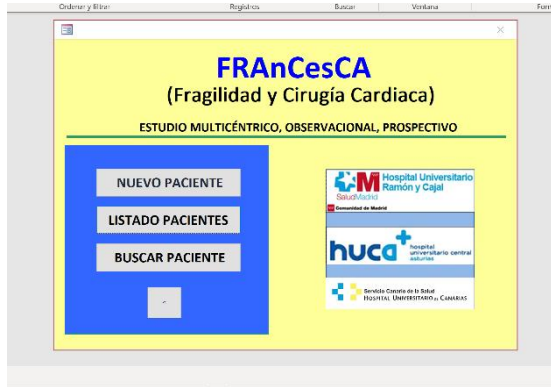 Ordenar y filtrar Registros Buscar Ventana Form
FRAnCesCA
(Fragilidad y Cirugía Cardiaca)
ESTUDIO MULTICÉNTRICO, OBSERVACIONAL, PROSPECTIVO
NUEVO PACIENTE
LISTADO PACIENTES
BUSCAR PACIENTE
Hospital Universitario
Ramón y Cajal
SaludMadrid
Comunidad de Madrid
huca
hospital
universitario central
asturias
Servicio Canario de la Salud
HOSPITAL UNIVERSITARIO DE CANARIAS